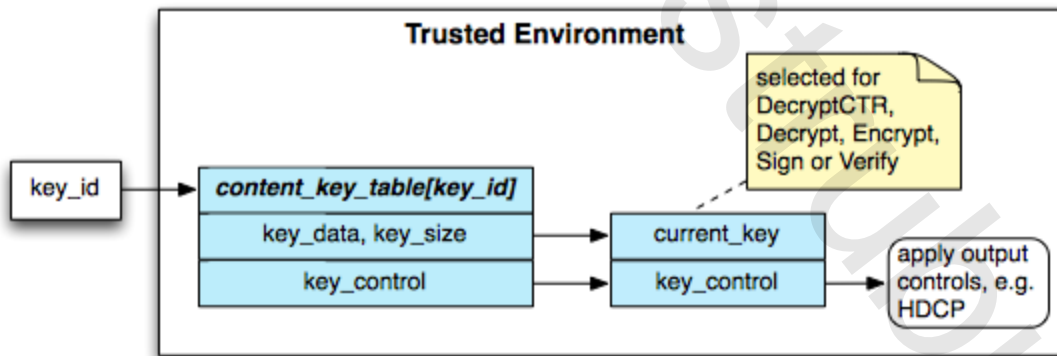 Trusted Environment
selected for
DecryptCTR,
Decrypt, Encrypt,
Sign or Verify
key_id
content_key_table[key_id]
key_data, key_size
current_key
key_control
key_control
apply output
controls, e.g.
HDCP